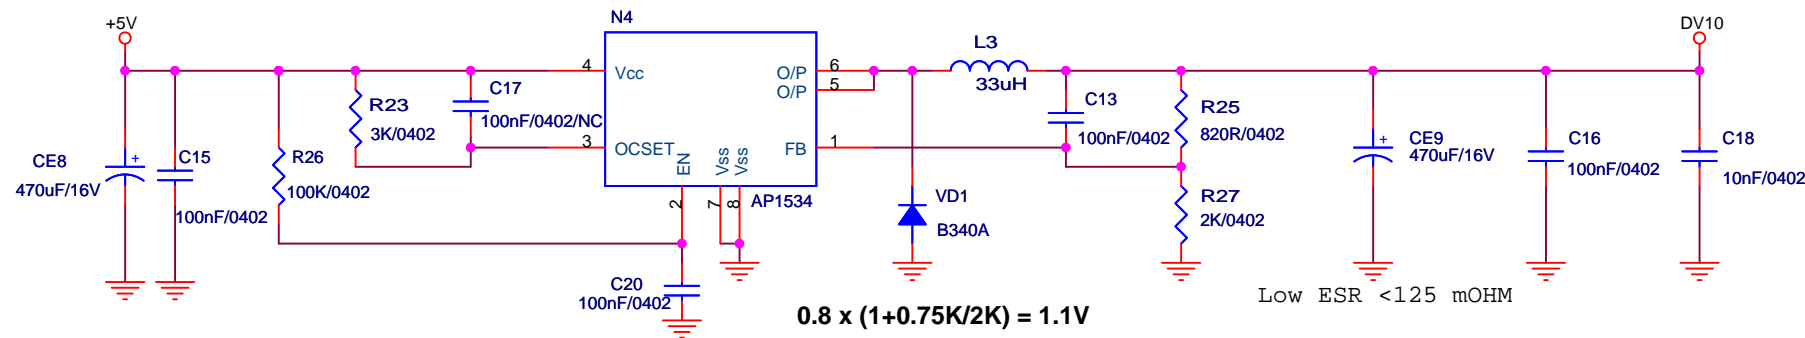 +5V
N4
DV10
4
Vcc
O/P
6
O/P
5
L3
33uH
R23
3K/0402
C17
100nF/0402/NC
3
OCSET
EN
Vss
Vss
FB
1
C13
100nF/0402
R25
820R/0402
CE8
470uF/16V
+
C15
100nF/0402
R26
100K/0402
2
7
8
AP1534
VD1
B340A
R27
2K/0402
+
CE9
470uF/16V
C16
100nF/0402
C18
10nF/0402
C20
100nF/0402
Low ESR <125 mOHM
0.8 x (1+0.75K/2K) = 1.1V